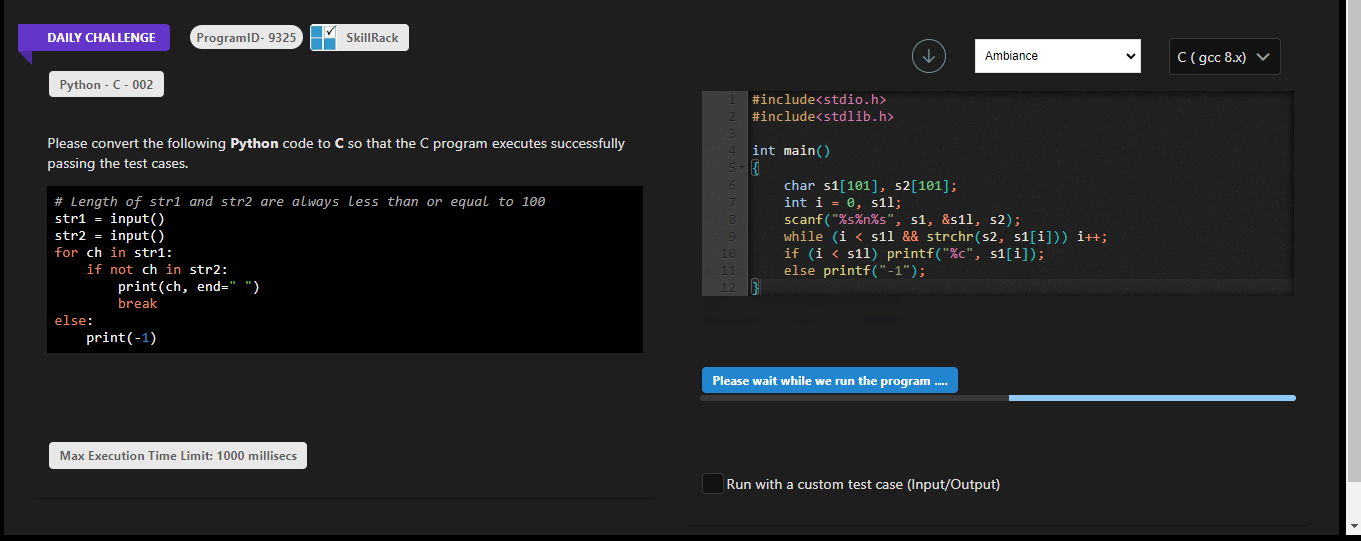 DAILY CHALLENGE
ProgramID- 9325
SkillRack
Python - C - 002
Please convert the following Python code to C so that the C program executes successfully
passing the test cases.
# Length of str1 and str2 are always less than or equal to 100
str1 = input()
str2 = input()
for ch in str1:
    if not ch in str2:
        print(ch, end=" ")
        break
else:
    print(-1)
Max Execution Time Limit: 1000 millisecs
Ambiance
C ( gcc 8.x)
1 #include<stdio.h>
2 #include<stdlib.h>
3
4 int main()
5 {
6     char s1[101], s2[101];
7     int i = 0, s1l;
8     scanf("%s%n%s", s1, &s1l, s2);
9     while (i < s1l && strchr(s2, s1[i])) i++;
10     if (i < s1l) printf("%c", s1[i]);
11     else printf("-1");
12 }
Please wait while we run the program ....
Run with a custom test case (Input/Output)